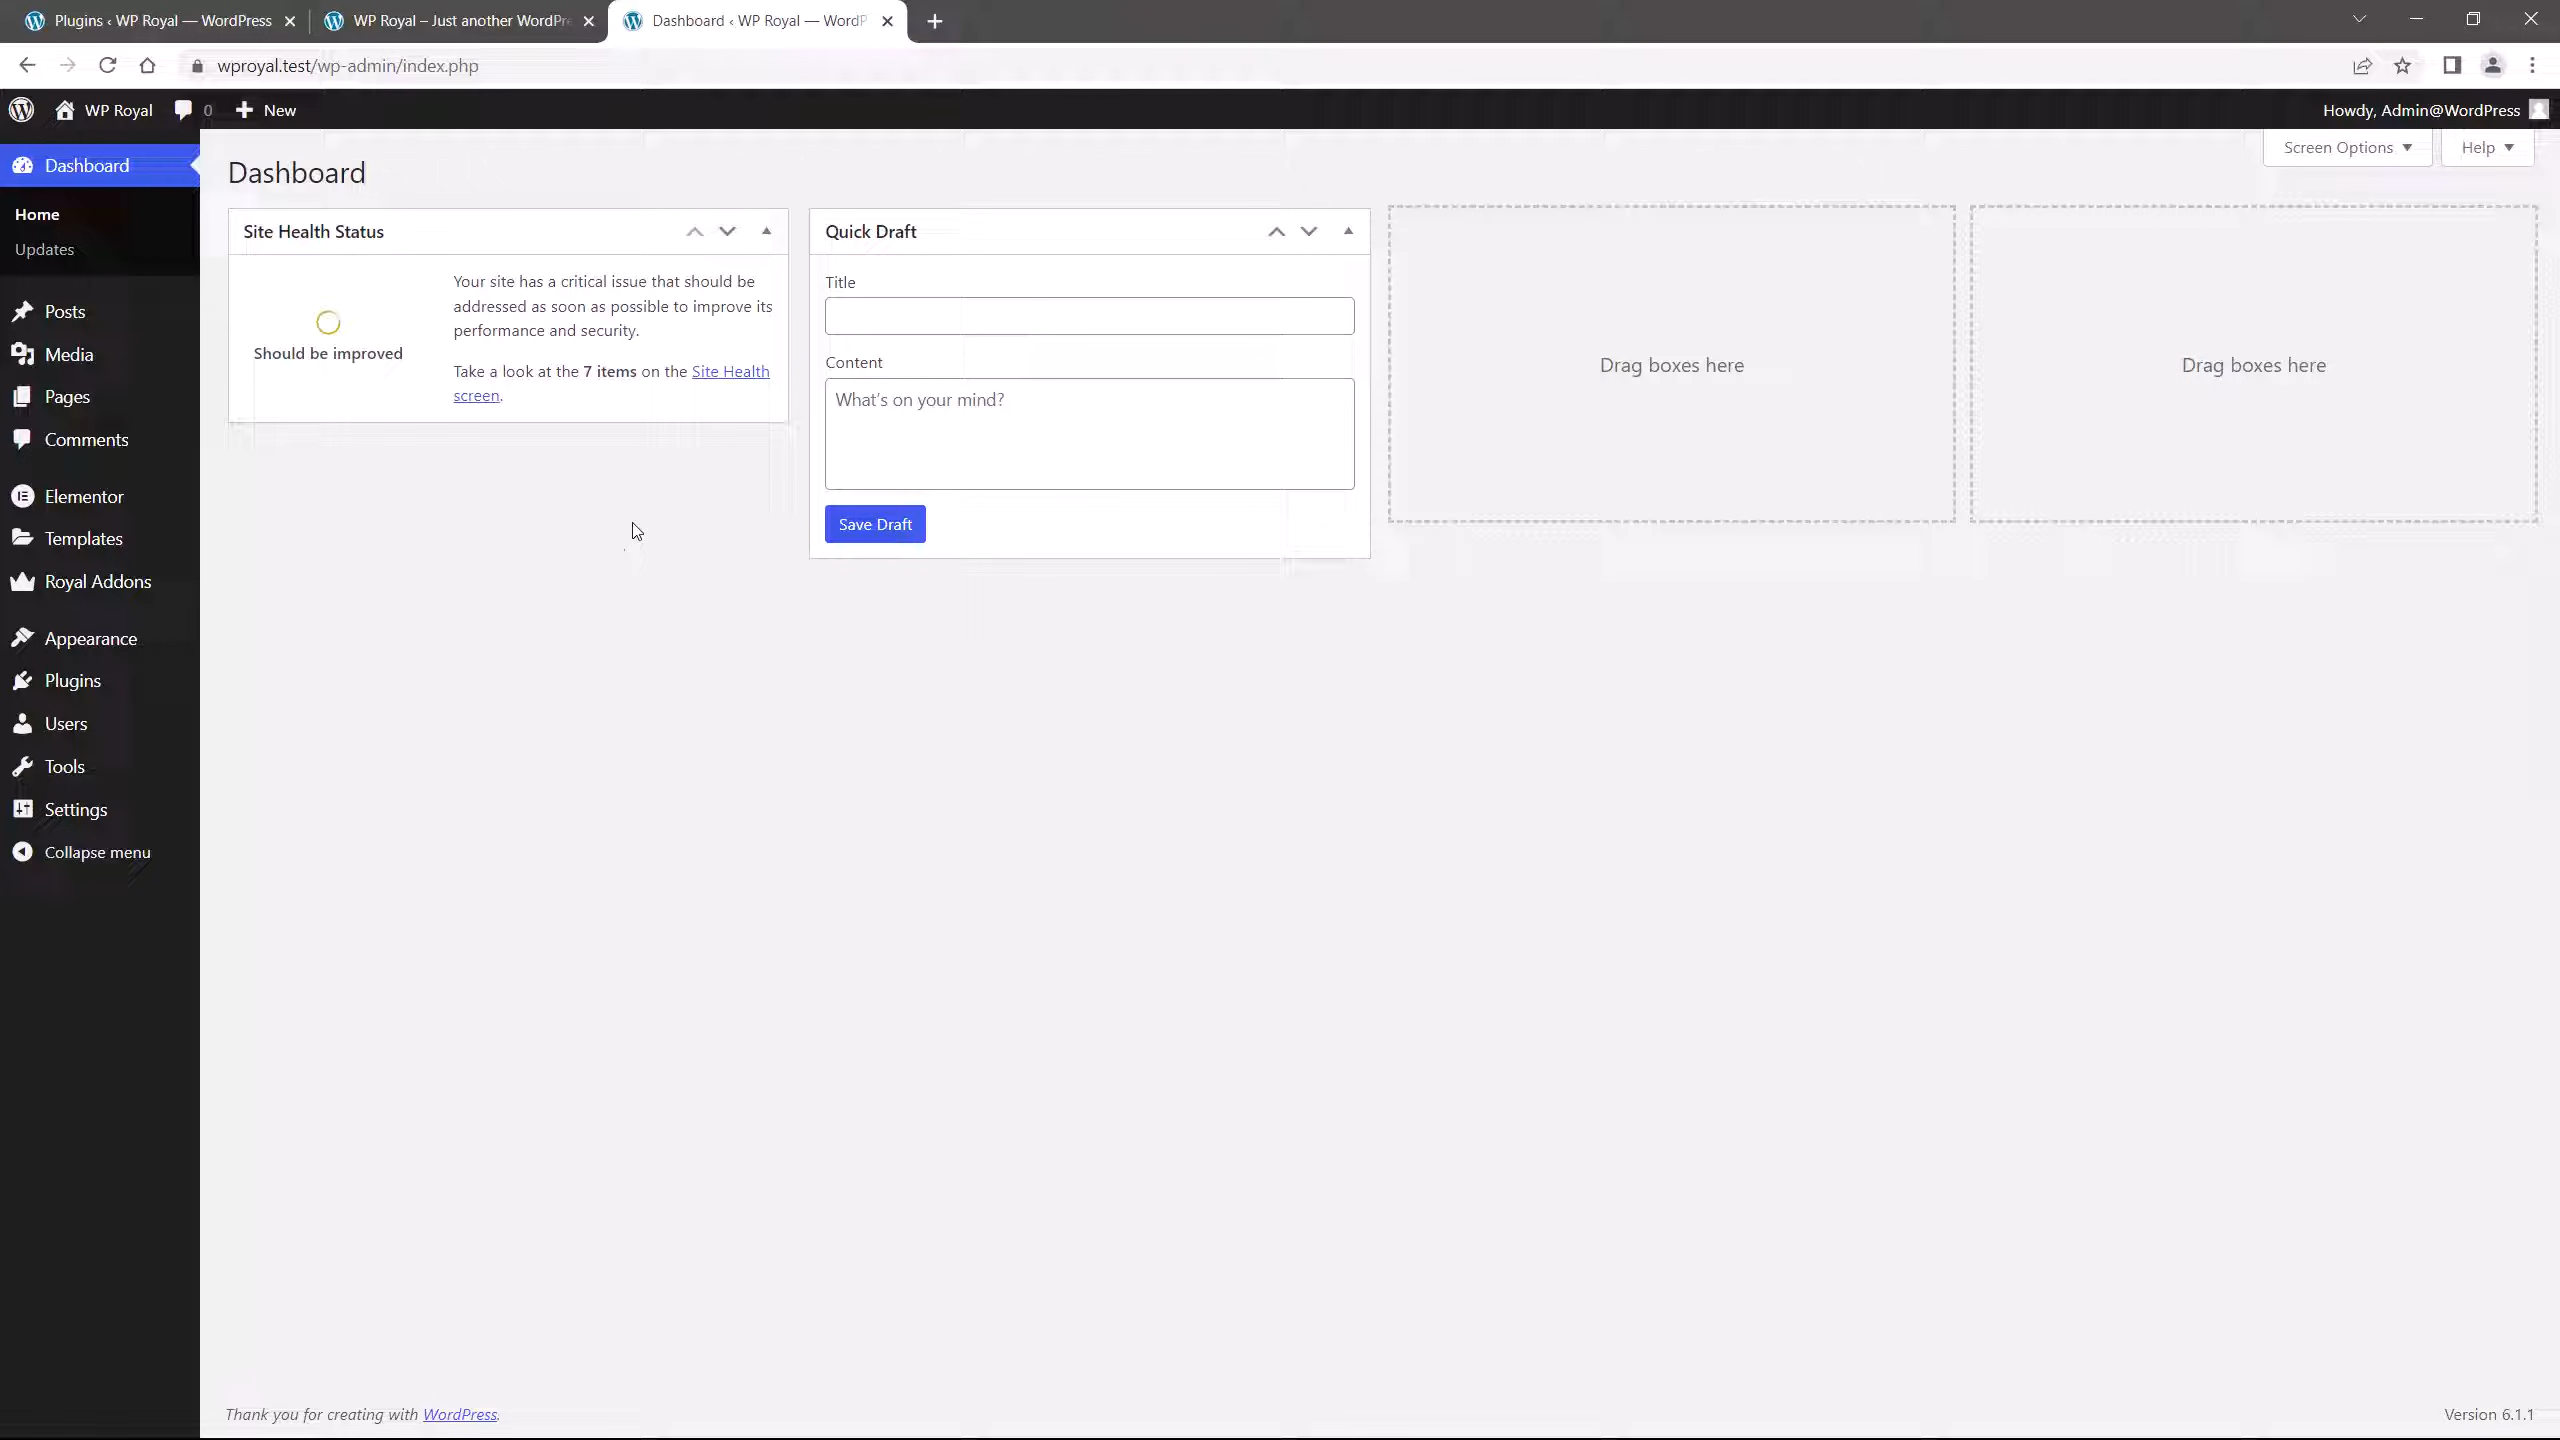 Plugins ‹ WP Royal — WordPress
WP Royal – Just another WordPre
Dashboard ‹ WP Royal — WordP
wproyal.test/wp-admin/index.php
WP Royal
0
New
Howdy, Admin@WordPress
Dashboard
Home
Updates
Posts
Media
Pages
Comments
Elementor
Templates
Royal Addons
Appearance
Plugins
Users
Tools
Settings
Collapse menu
Screen Options
Help
Dashboard
Site Health Status
Should be improved
Your site has a critical issue that should be
addressed as soon as possible to improve its
performance and security.
Take a look at the 7 items on the Site Health
screen.
Quick Draft
Title
Content
What's on your mind?
Save Draft
Drag boxes here
Drag boxes here
Thank you for creating with WordPress.
Version 6.1.1